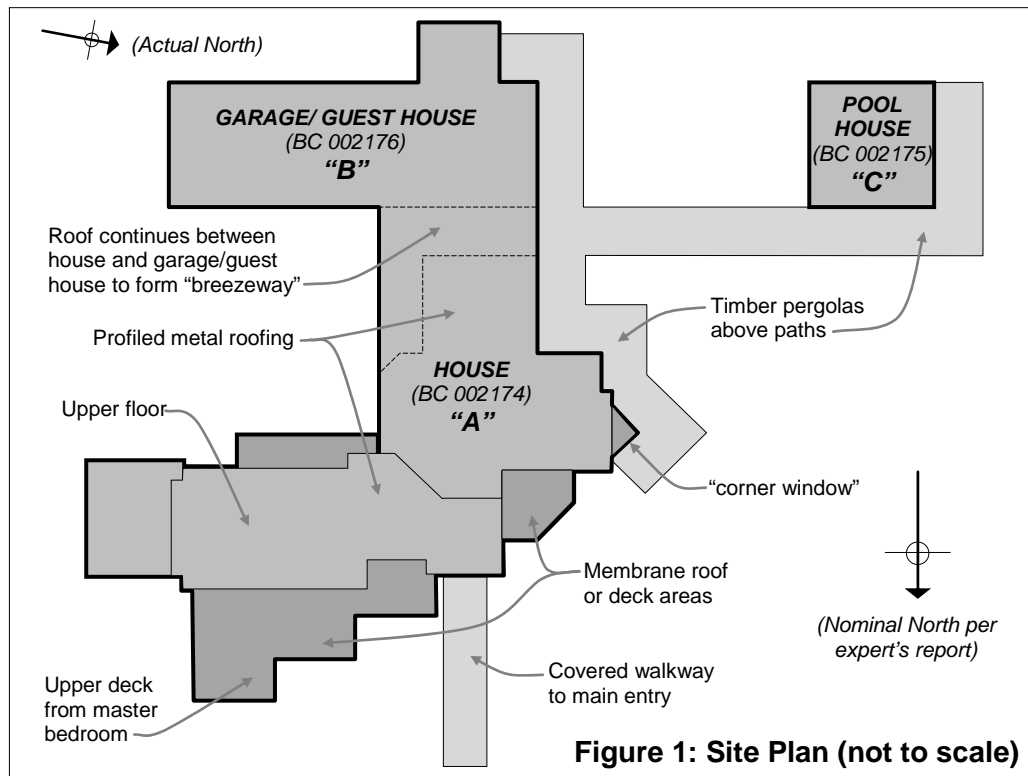 (Actual North)
GARAGE/ GUEST HOUSE
(BC 002176)
“B”
POOL
HOUSE
(BC 002175)
“C”
Roof continues between
house and garage/guest
house to form “breezeway”
Profiled metal roofing
Timber pergolas
above paths
HOUSE
(BC 002174)
“A”
Upper floor
“corner window”
Membrane roof
or deck areas
(Nominal North per
expert’s report)
Upper deck
from master
bedroom
Covered walkway
to main entry
Figure 1: Site Plan (not to scale)